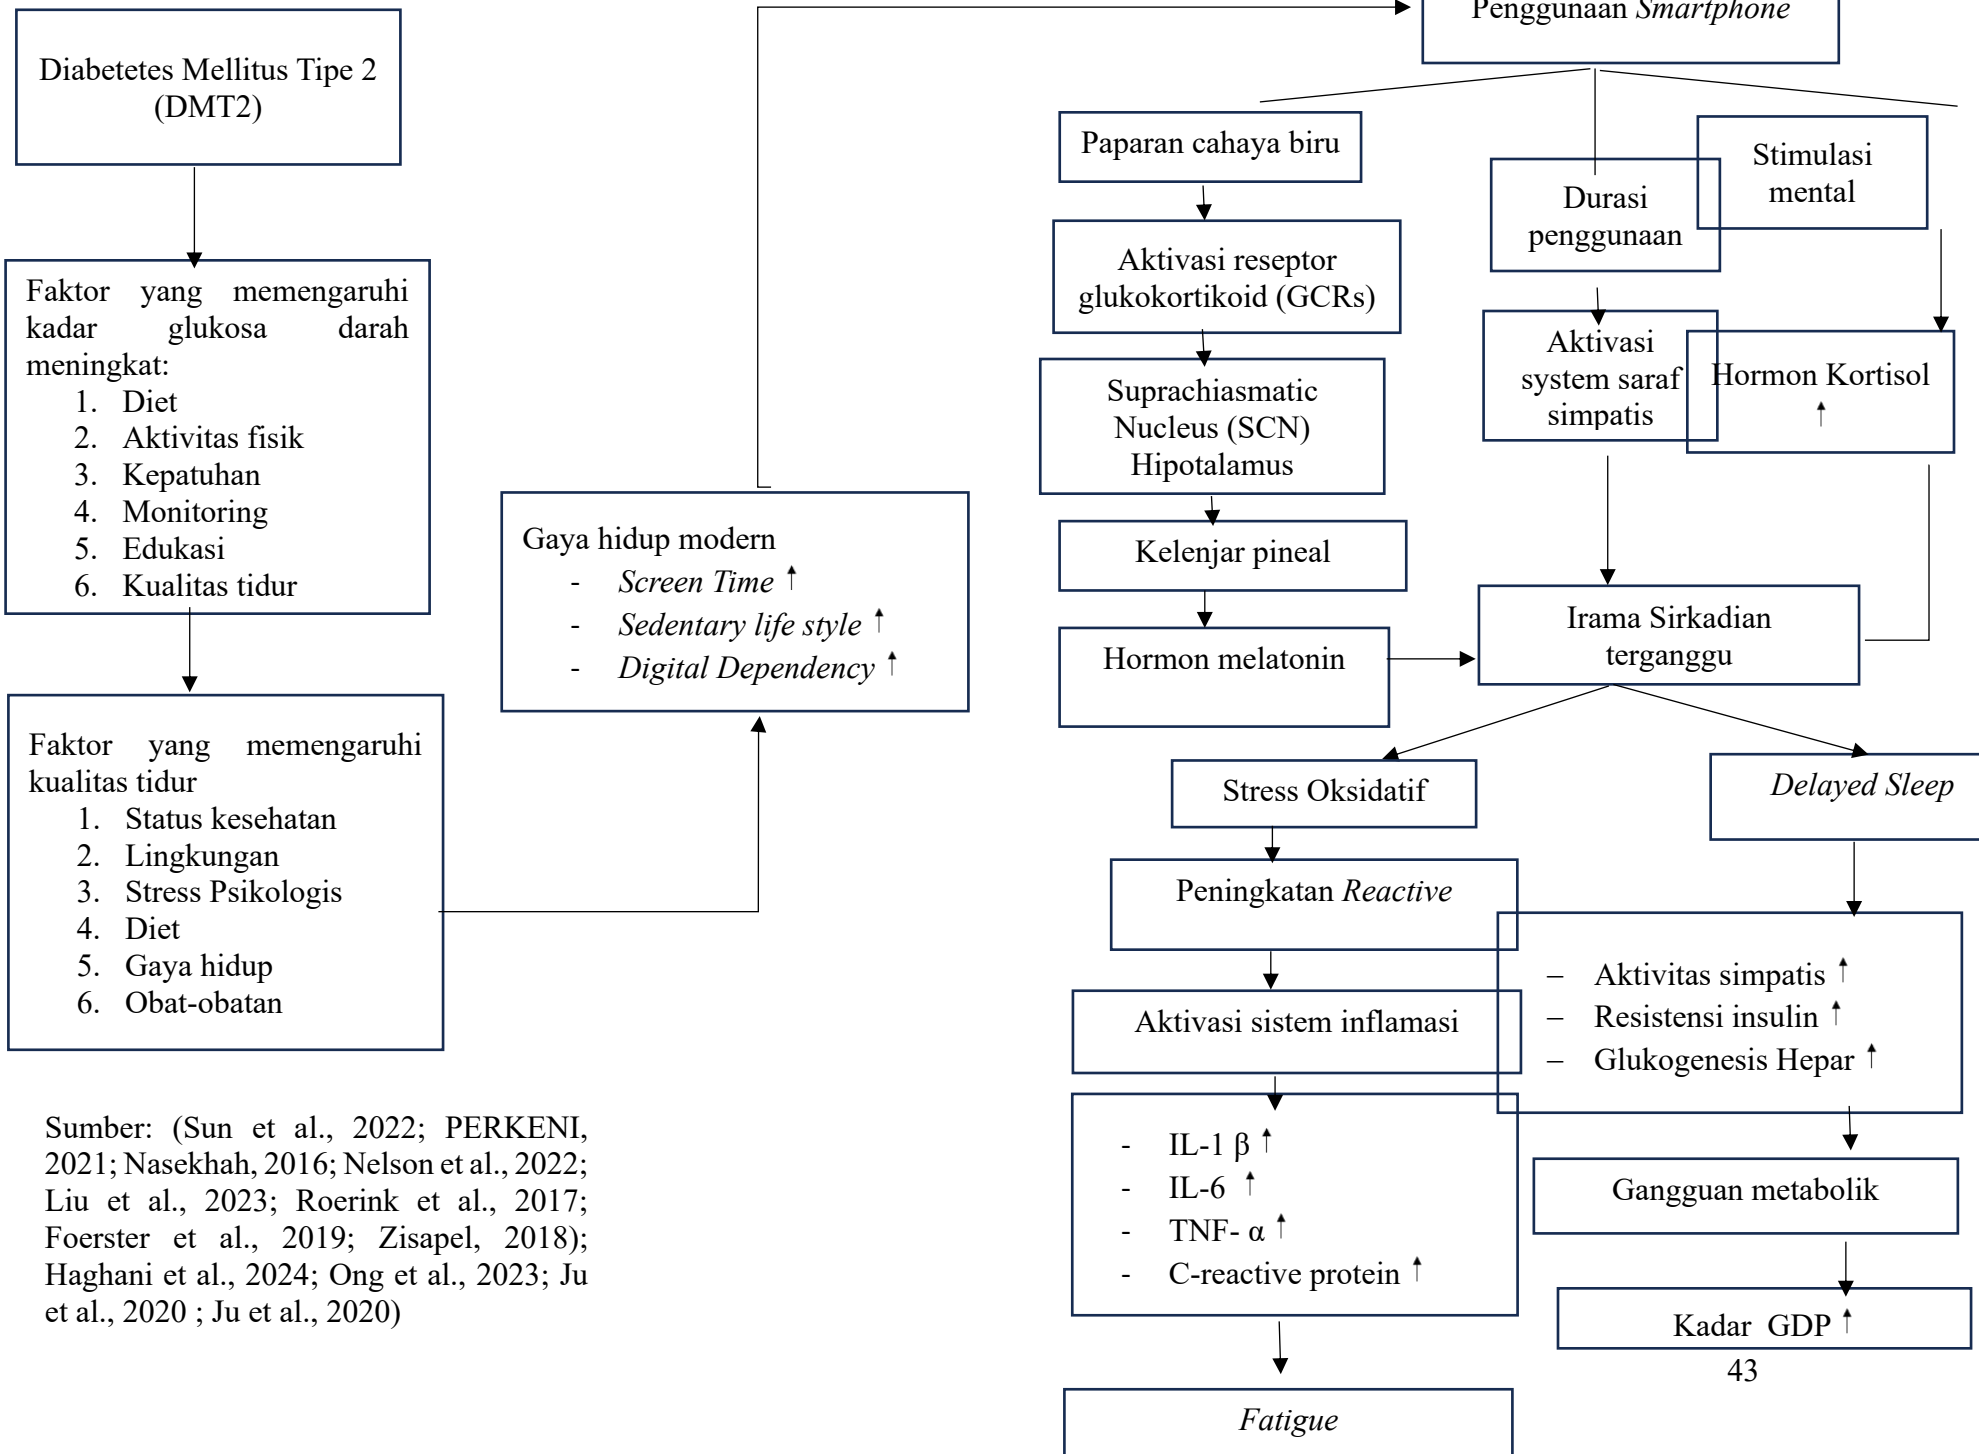 Diabetetes Mellitus Tipe 2
(DMT2)
Faktor yang memengaruhi
kadar glukosa darah
meningkat:
1. Diet
2. Aktivitas fisik
3. Kepatuhan
4. Monitoring
5. Edukasi
6. Kualitas tidur
Faktor yang memengaruhi
kualitas tidur
1. Status kesehatan
2. Lingkungan
3. Stress Psikologis
4. Diet
5. Gaya hidup
6. Obat-obatan
Gaya hidup modern
- Screen Time ↑
- Sedentary life style ↑
- Digital Dependency ↑
Penggunaan Smartphone
Paparan cahaya biru
Aktivasi reseptor
glukokortikoid (GCRs)
Suprachiasmatic
Nucleus (SCN)
Hipotalamus
Kelenjar pineal
Hormon melatonin
Durasi
penggunaan
Aktivasi
system saraf
simpatis
Stimulasi
mental
Hormon Kortisol
↑
Irama Sirkadian
terganggu
Stress Oksidatif
Peningkatan Reactive
Aktivasi sistem inflamasi
- IL-1 β ↑
- IL-6 ↑
- TNF- α ↑
- C-reactive protein ↑
Fatigue
Delayed Sleep
– Aktivitas simpatis ↑
– Resistensi insulin ↑
– Glukogenesis Hepar ↑
Gangguan metabolik
Kadar GDP ↑
Sumber: (Sun et al., 2022; PERKENI,
2021; Nasekhah, 2016; Nelson et al., 2022;
Liu et al., 2023; Roerink et al., 2017;
Foerster et al., 2019; Zisapel, 2018);
Haghani et al., 2024; Ong et al., 2023; Ju
et al., 2020 ; Ju et al., 2020)
43